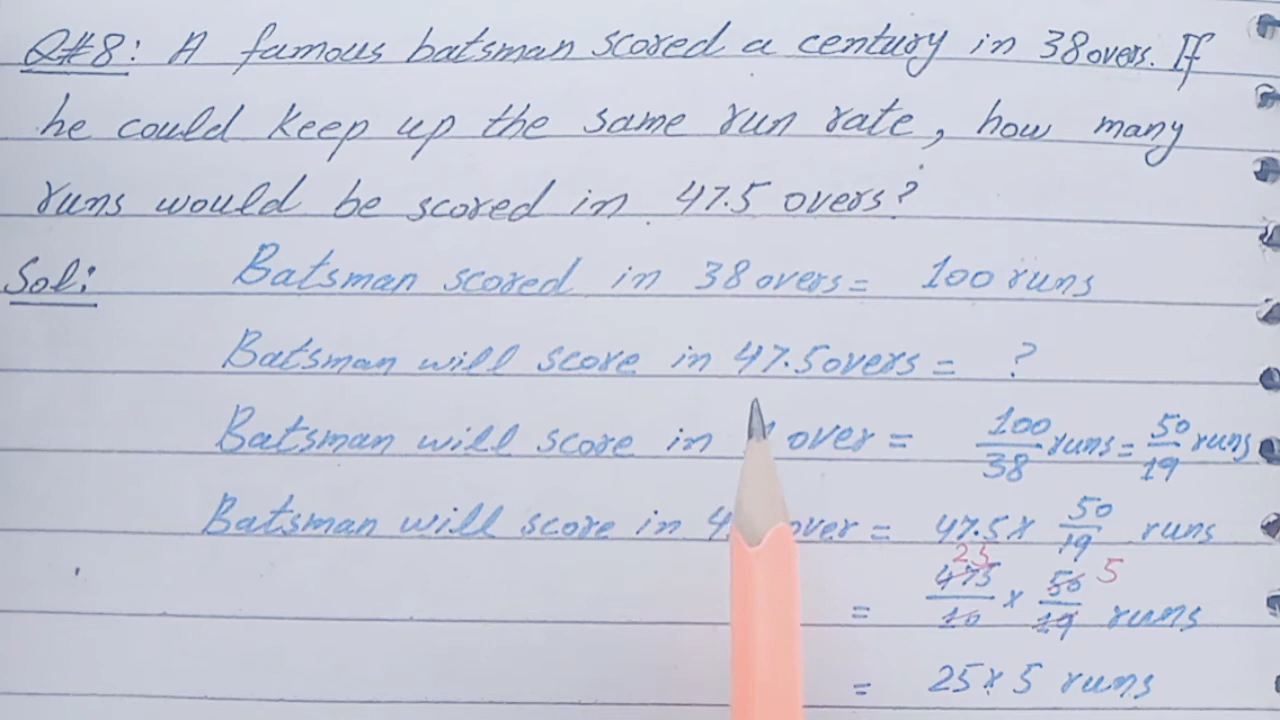 Q#8: A famous batsman scored a century in 38 overs. If
he could keep up the same run rate, how many
runs would be scored in 47.5 overs?
Sol: Batsman scored in 38 overs = 100 runs
Batsman will score in 47.5 overs = ?
Batsman will score in over = 100/38 runs = 50/19 runs
Batsman will score in over = 47.5 x 50/19 runs
= 475/10 x 50/19 runs 25 5
= 25 x 5 runs